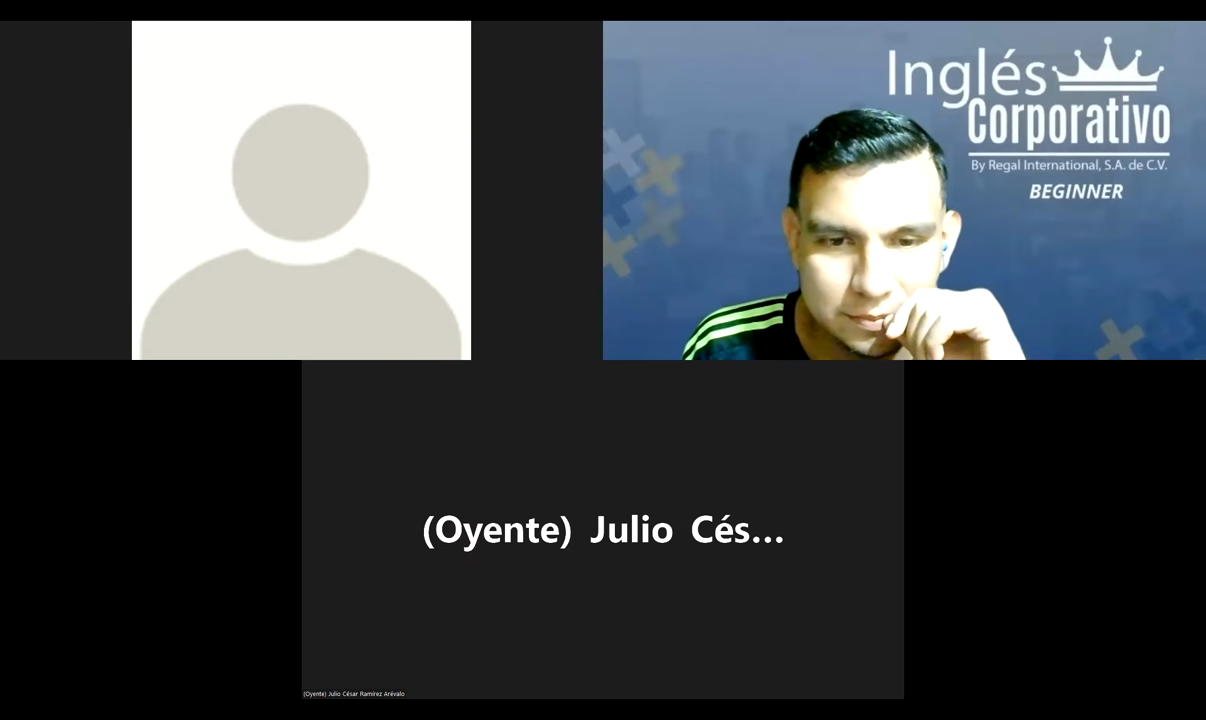 Inglés
Corporativo
By Regal International, S.A. de C.V.
BEGINNER
(Oyente) Julio Cés...
(Oyente) Julio César Ramírez Arévalo